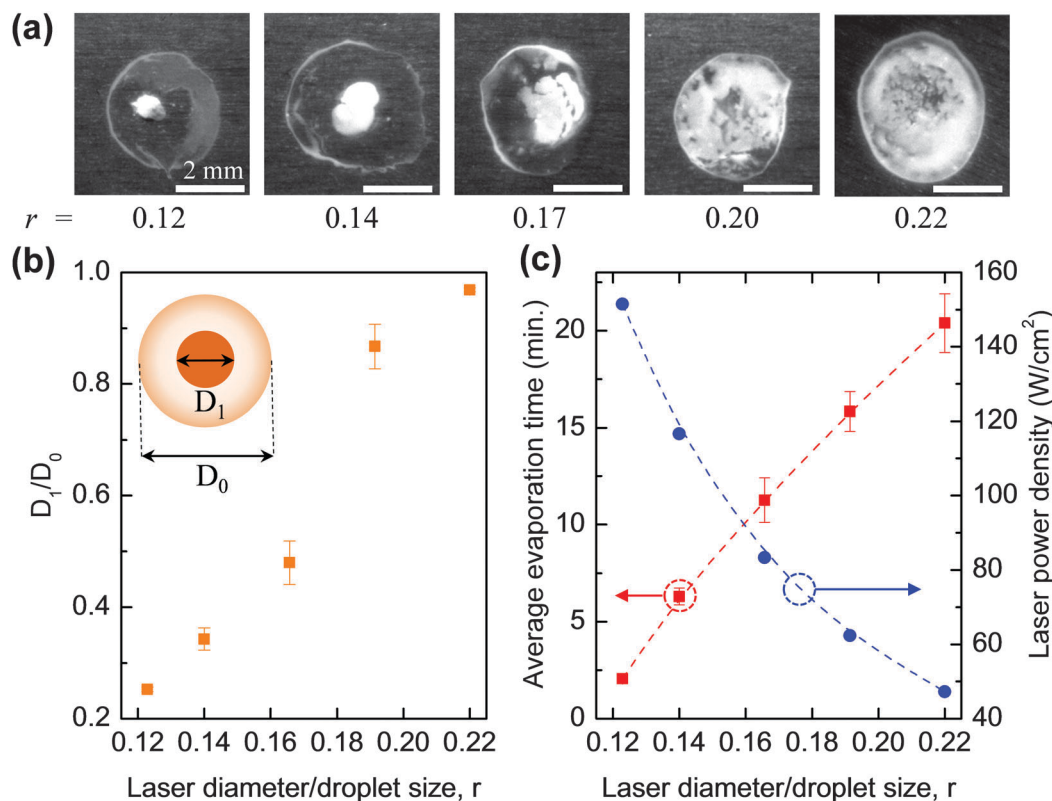 (a)
2 mm
r = 0.12 0.14 0.17 0.20 0.22
(b)
(c)
1.0
0.8
0.6
0.4
0.2
D₁/D₀
D₁
D₀
0.12 0.14 0.16 0.18 0.20 0.22
Laser diameter/droplet size, r
Average evaporation time (min.)
20
15
10
5
0
160
140
120
100
80
60
40
Laser power density (W/cm²)
0.12 0.14 0.16 0.18 0.20 0.22
Laser diameter/droplet size, r